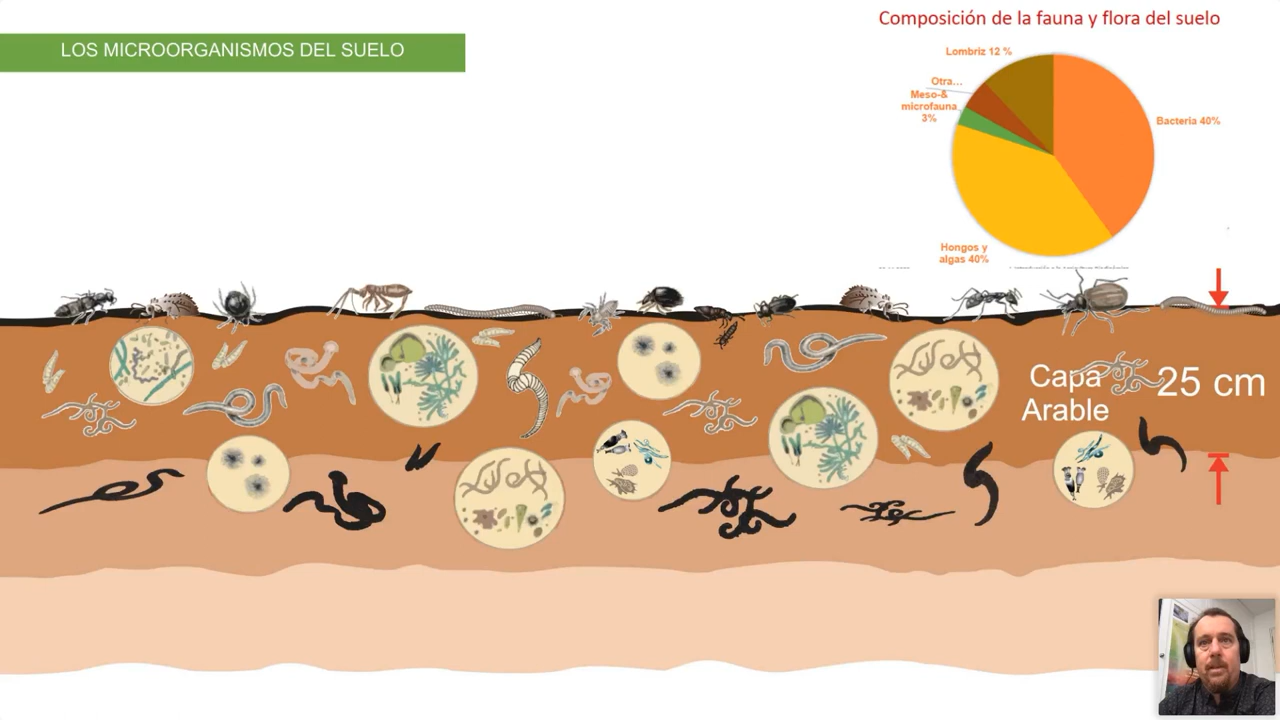 LOS MICROORGANISMOS DEL SUELO
Composición de la fauna y flora del suelo
Lombriz 12 %
Otra...
Meso-&
microfauna
3%
Bacteria 40%
Hongos y
algas 40%
Capa
Arable
25 cm